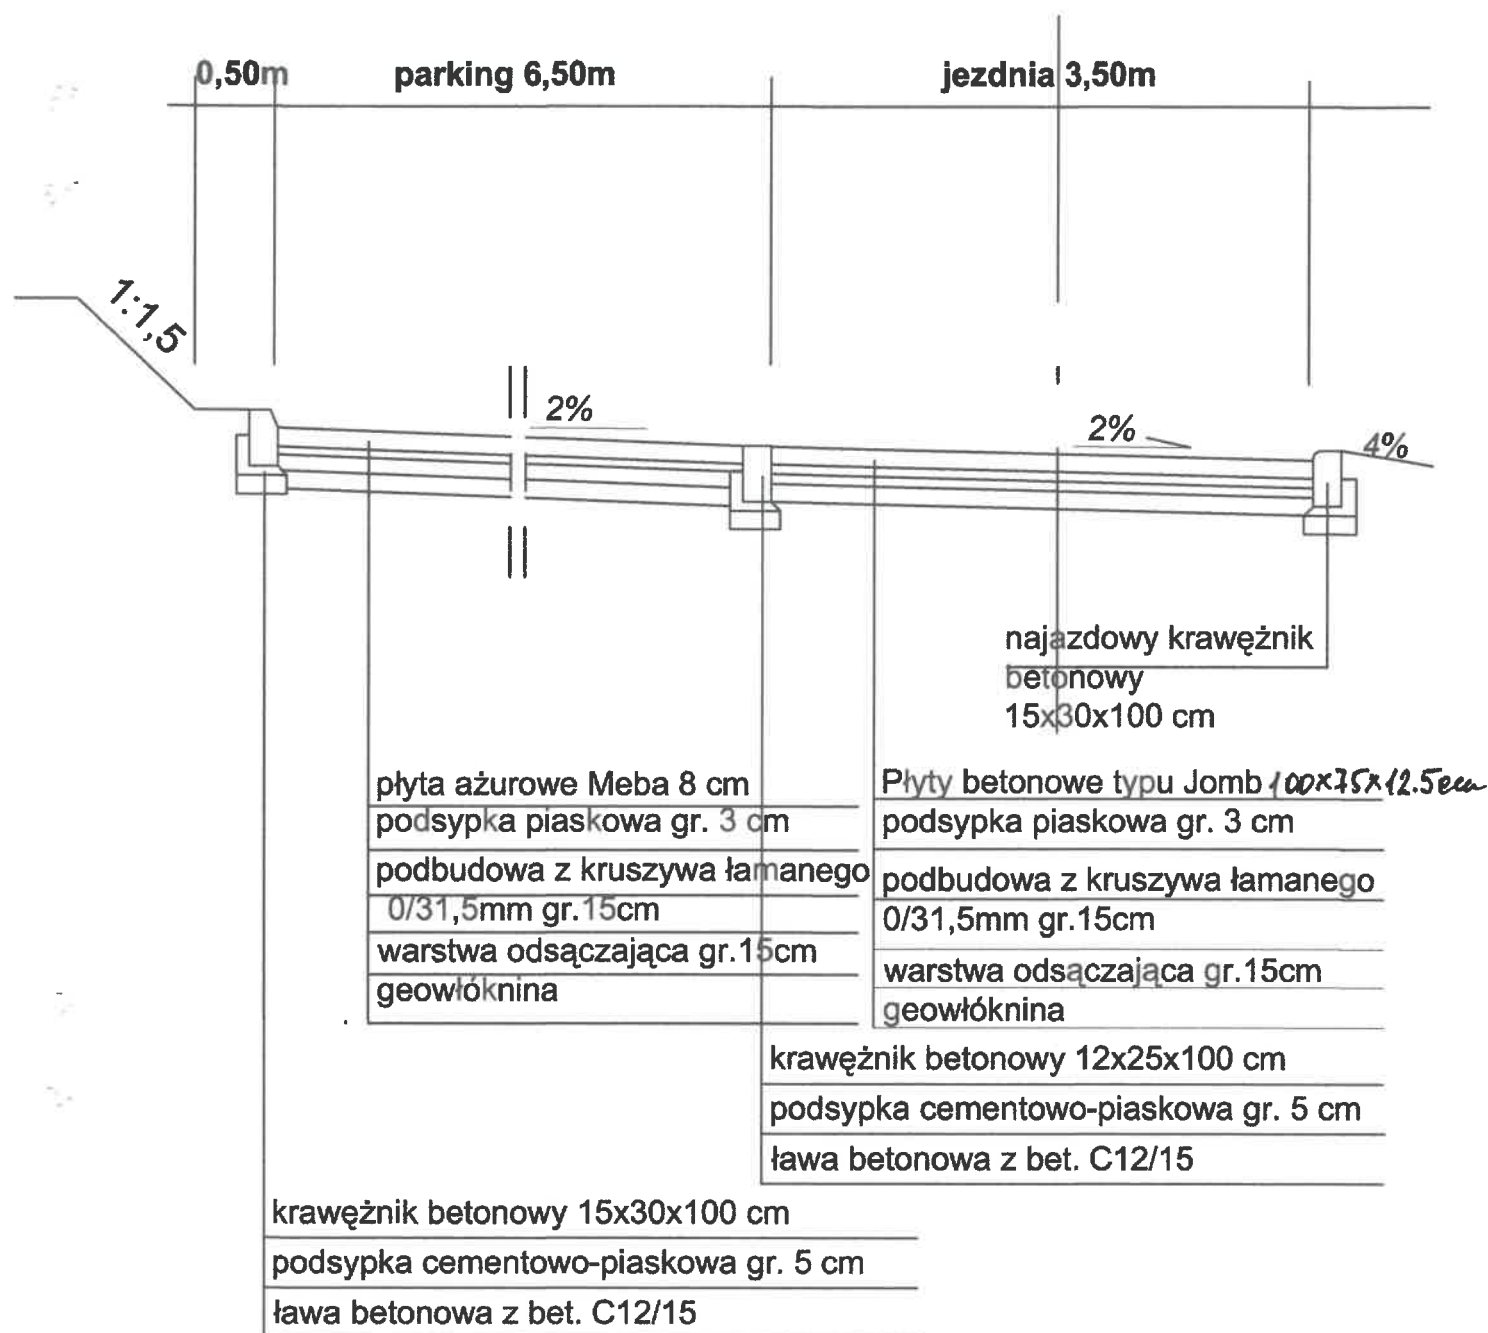 0,50m parking 6,50m jezdnia 3,50m
1:1,5
2%
2%
4%
najazdowy krawężnik
betonowy
15x30x100 cm
płyta ażurowe Meba 8 cm
podsypka piaskowa gr. 3 cm
podbudowa z kruszywa łamanego
0/31,5mm gr.15cm
warstwa odsączająca gr.15cm
geowłóknina
Płyty betonowe typu Jomb 100x75x12.5cm
podsypka piaskowa gr. 3 cm
podbudowa z kruszywa łamanego
0/31,5mm gr.15cm
warstwa odsączająca gr.15cm
geowłóknina
krawężnik betonowy 12x25x100 cm
podsypka cementowo-piaskowa gr. 5 cm
ława betonowa z bet. C12/15
krawężnik betonowy 15x30x100 cm
podsypka cementowo-piaskowa gr. 5 cm
ława betonowa z bet. C12/15